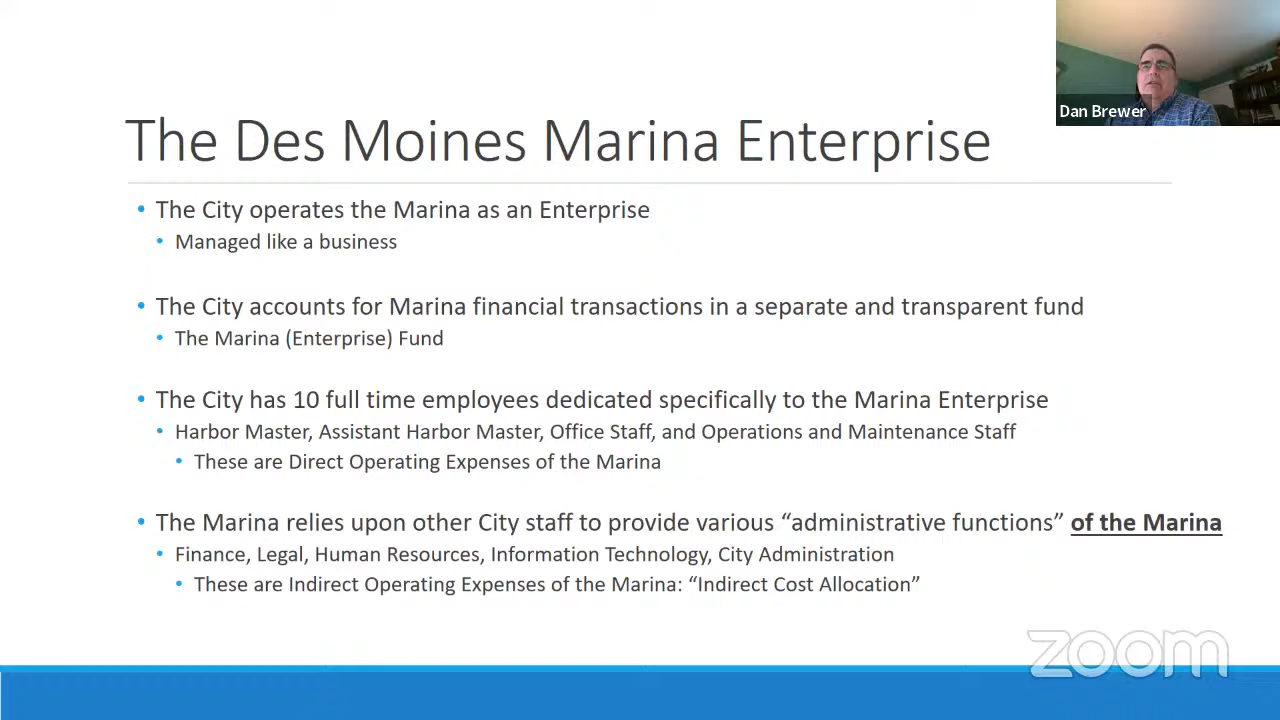 Dan Brewer
The Des Moines Marina Enterprise
• The City operates the Marina as an Enterprise
• Managed like a business
• The City accounts for Marina financial transactions in a separate and transparent fund
• The Marina (Enterprise) Fund
• The City has 10 full time employees dedicated specifically to the Marina Enterprise
• Harbor Master, Assistant Harbor Master, Office Staff, and Operations and Maintenance Staff
• These are Direct Operating Expenses of the Marina
• The Marina relies upon other City staff to provide various “administrative functions” of the Marina
• Finance, Legal, Human Resources, Information Technology, City Administration
• These are Indirect Operating Expenses of the Marina: “Indirect Cost Allocation”
zoom